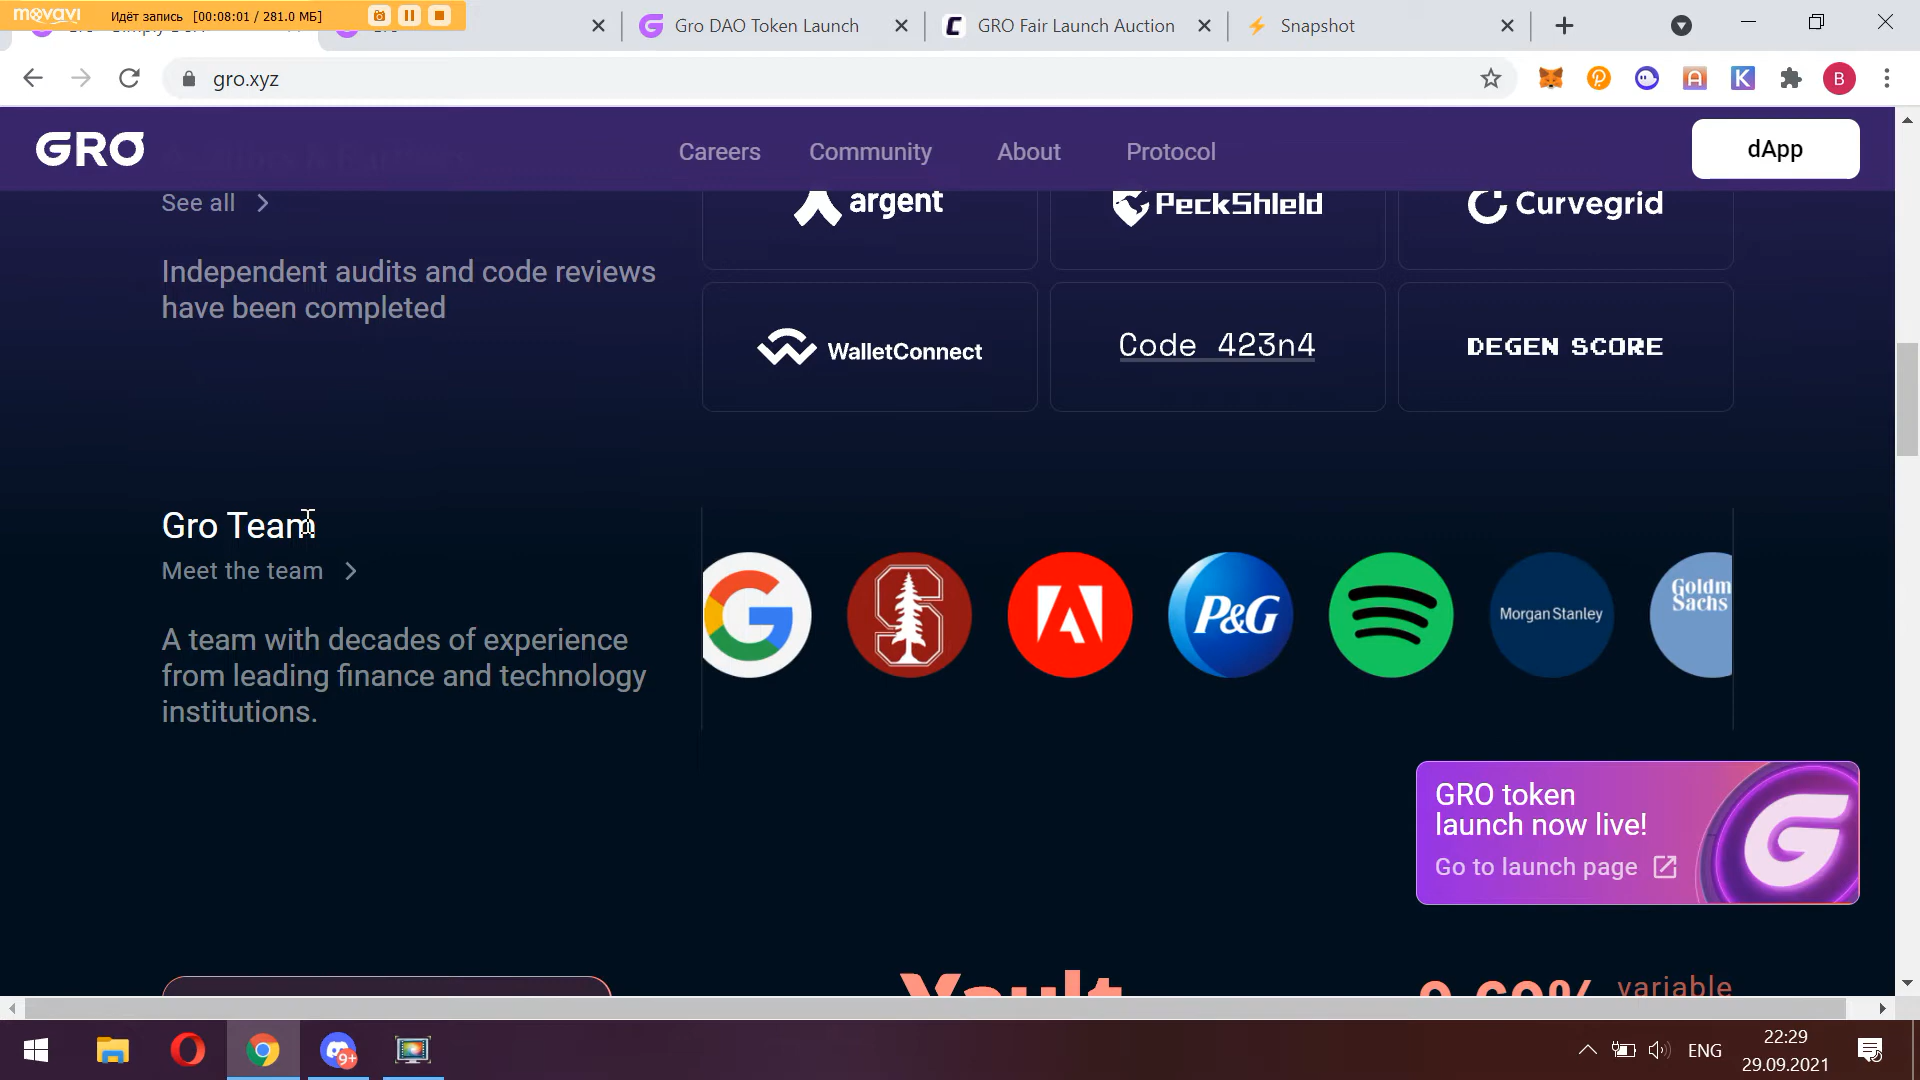 movavi
Идёт запись [00:08:01 / 281.0 МБ]
Gro DAO Token Launch
GRO Fair Launch Auction
Snapshot
gro.xyz
B
GRO
Careers
Community
About
Protocol
dApp
See all
argent
PeckShield
Curvegrid
Independent audits and code reviews
have been completed
WalletConnect
Code 423n4
DEGEN SCORE
Gro Team
Meet the team
A team with decades of experience
from leading finance and technology
institutions.
P&G
Morgan Stanley
Goldm
Sachs
GRO token
launch now live!
Go to launch page
Vault
variable
9+
ENG
22:29
29.09.2021